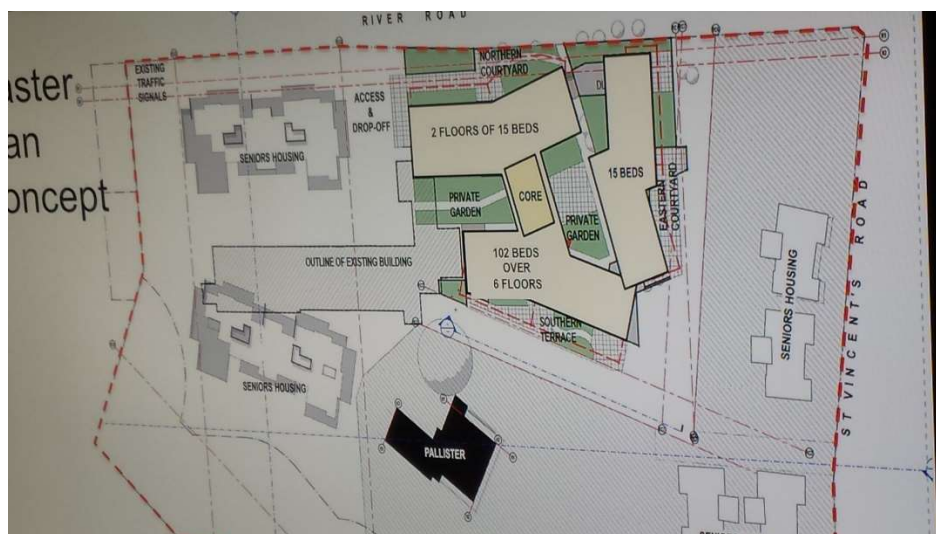 RIVER ROAD
aster
an
oncept
EXISTING
TRAFFIC
SIGNALS
ACCESS
&
DROP-OFF
NORTHERN
COURTYARD
SENIORS HOUSING
2 FLOORS OF 15 BEDS
15 BEDS
CORE
PRIVATE
GARDEN
PRIVATE
GARDEN
EASTERN
COURTYARD
OUTLINE OF EXISTING BUILDING
102 BEDS
OVER
6 FLOORS
SOUTHERN
TERRACE
SENIORS HOUSING
SENIORS HOUSING
ST VINCENT'S ROAD
PALLISTER